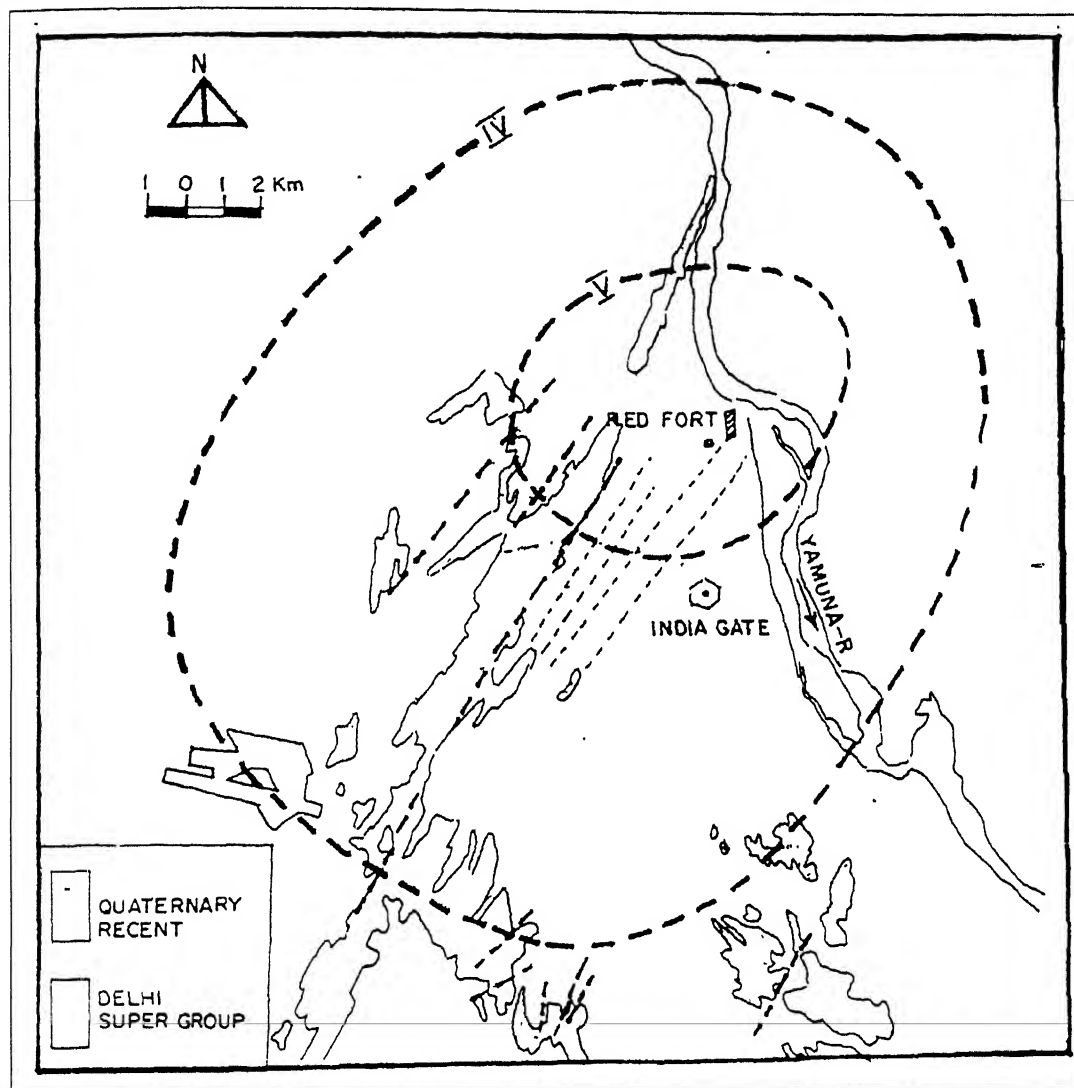 N
IV
1 0 1 2 Km
V
RED FORT
YAMUNA-R
INDIA GATE
QUATERNARY
RECENT
DELHI
SUPER GROUP